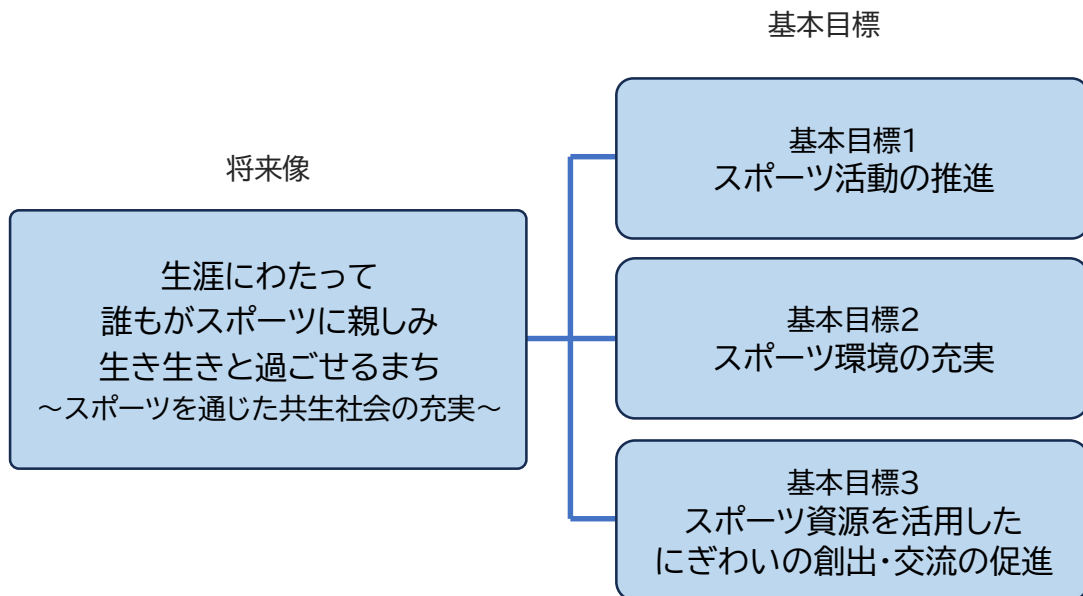 将来像
生涯にわたって
誰もがスポーツに親しみ
生き生きと過ごせるまち
～スポーツを通じた共生社会の充実～
基本目標
基本目標1
スポーツ活動の推進
基本目標2
スポーツ環境の充実
基本目標3
スポーツ資源を活用した
にぎわいの創出・交流の促進